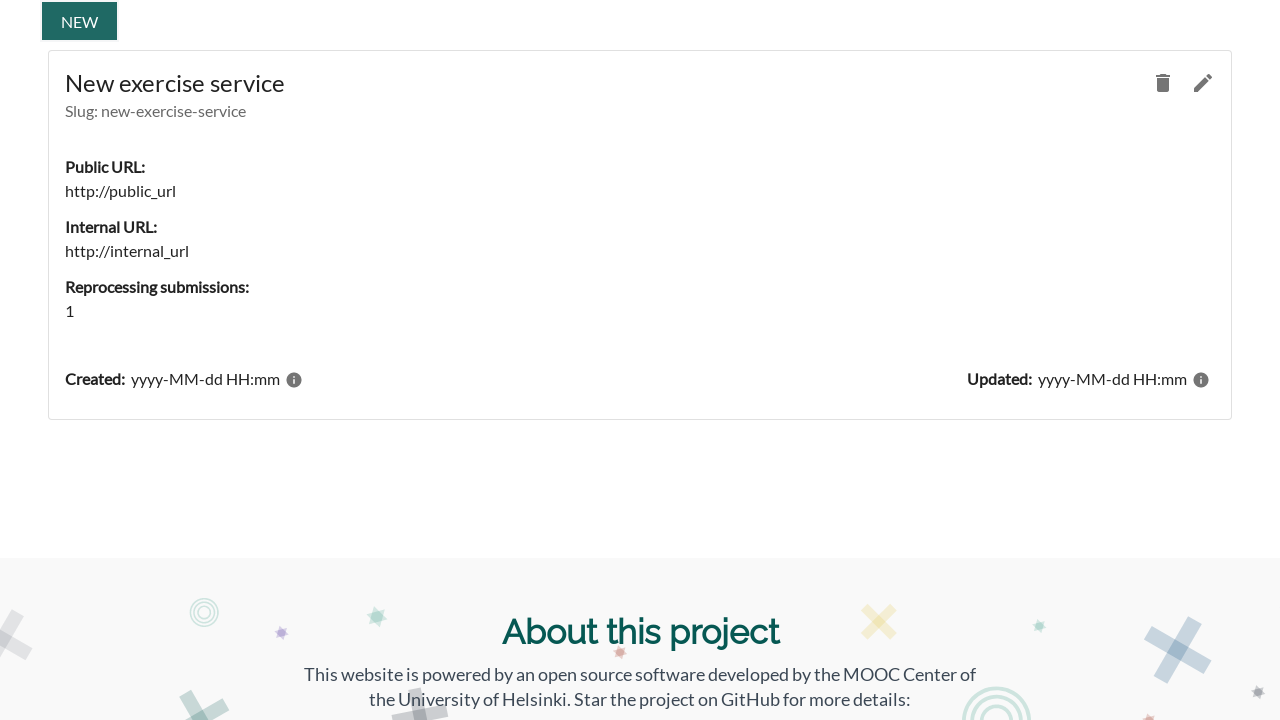 NEW
New exercise service
Slug: new-exercise-service
Public URL:
http://public_url
Internal URL:
http://internal_url
Reprocessing submissions:
1
Created: yyyy-MM-dd HH:mm
Updated: yyyy-MM-dd HH:mm
About this project
This website is powered by an open source software developed by the MOOC Center of
the University of Helsinki. Star the project on GitHub for more details: